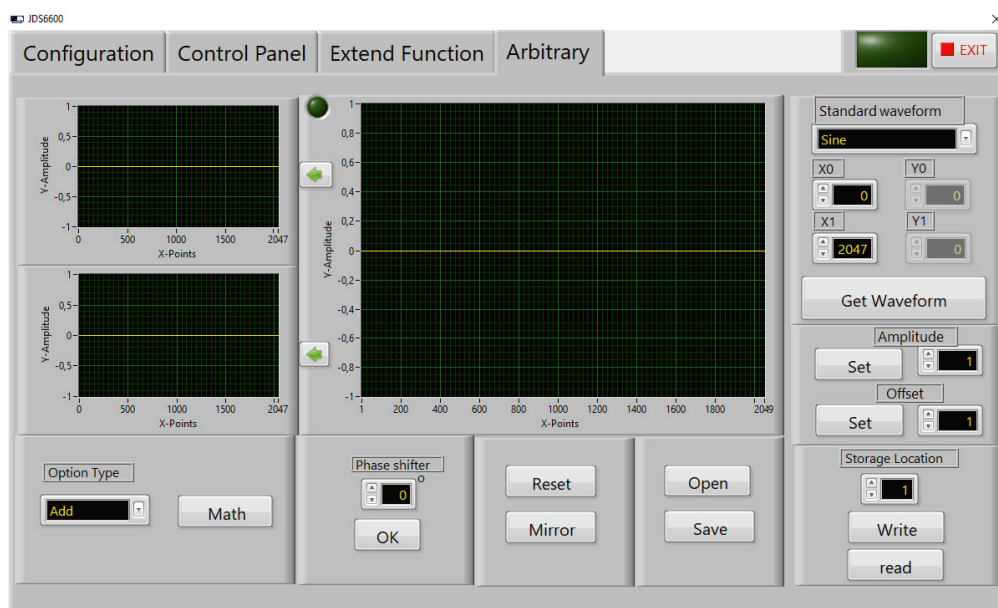 JDS6600
Configuration
Control Panel
Extend Function
Arbitrary
EXIT
1
0,5
0
-0,5
-1
Y-Amplitude
0 500 1000 1500 2047
X-Points
1
0,5
0
-0,5
-1
Y-Amplitude
0 500 1000 1500 2047
X-Points
1
0,8
0,6
0,4
0,2
0
-0,2
-0,4
-0,6
-0,8
-1
Y-Amplitude
1 200 400 600 800 1000 1200 1400 1600 1800 2049
X-Points
Standard waveform
Sine
X0 Y0
0 0
X1 Y1
2047 0
Get Waveform
Amplitude
Set 1
Offset
Set 1
Option Type
Add
Math
Phase shifter
o
0
OK
Reset
Mirror
Open
Save
Storage Location
1
Write
read